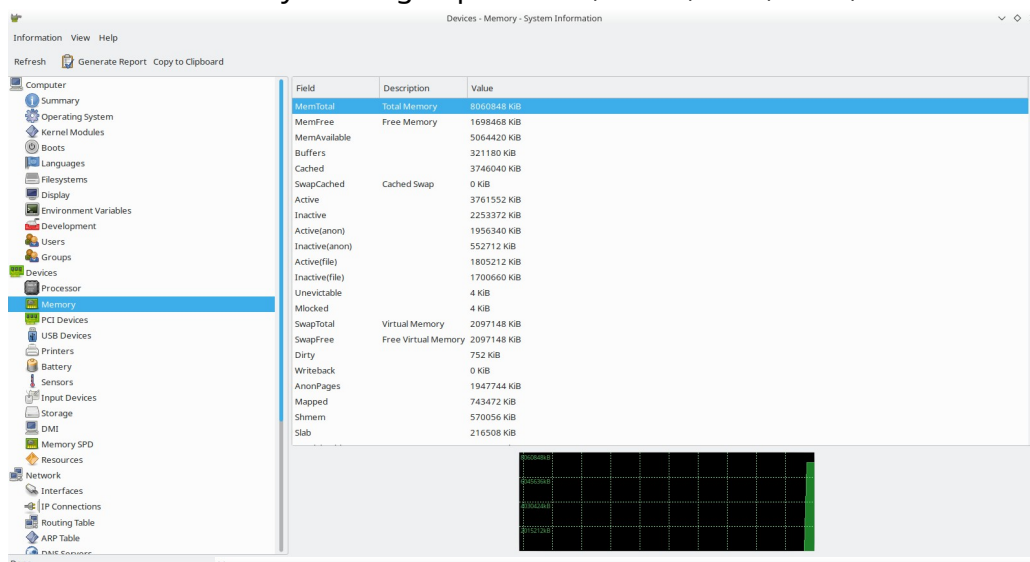 Devices - Memory - System Information
Information View Help
Refresh Generate Report Copy to Clipboard
Computer
Summary
Operating System
Kernel Modules
Boots
Languages
Filesystems
Display
Environment Variables
Development
Users
Groups
Devices
Processor
Memory
PCI Devices
USB Devices
Printers
Battery
Sensors
Input Devices
Storage
DMI
Memory SPD
Resources
Network
Interfaces
IP Connections
Routing Table
ARP Table
DNS Servers
Field Description Value
MemTotal Total Memory 8060848 KiB
MemFree Free Memory 1698468 KiB
MemAvailable 5064420 KiB
Buffers 321180 KiB
Cached 3746040 KiB
SwapCached Cached Swap 0 KiB
Active 3761552 KiB
Inactive 2253372 KiB
Active(anon) 1956340 KiB
Inactive(anon) 552712 KiB
Active(file) 1805212 KiB
Inactive(file) 1700660 KiB
Unevictable 4 KiB
Mlocked 4 KiB
SwapTotal Virtual Memory 2097148 KiB
SwapFree Free Virtual Memory 2097148 KiB
Dirty 752 KiB
Writeback 0 KiB
AnonPages 1947744 KiB
Mapped 743472 KiB
Shmem 570056 KiB
Slab 216508 KiB
8060848kB
6045636kB
4030424kB
2015212kB